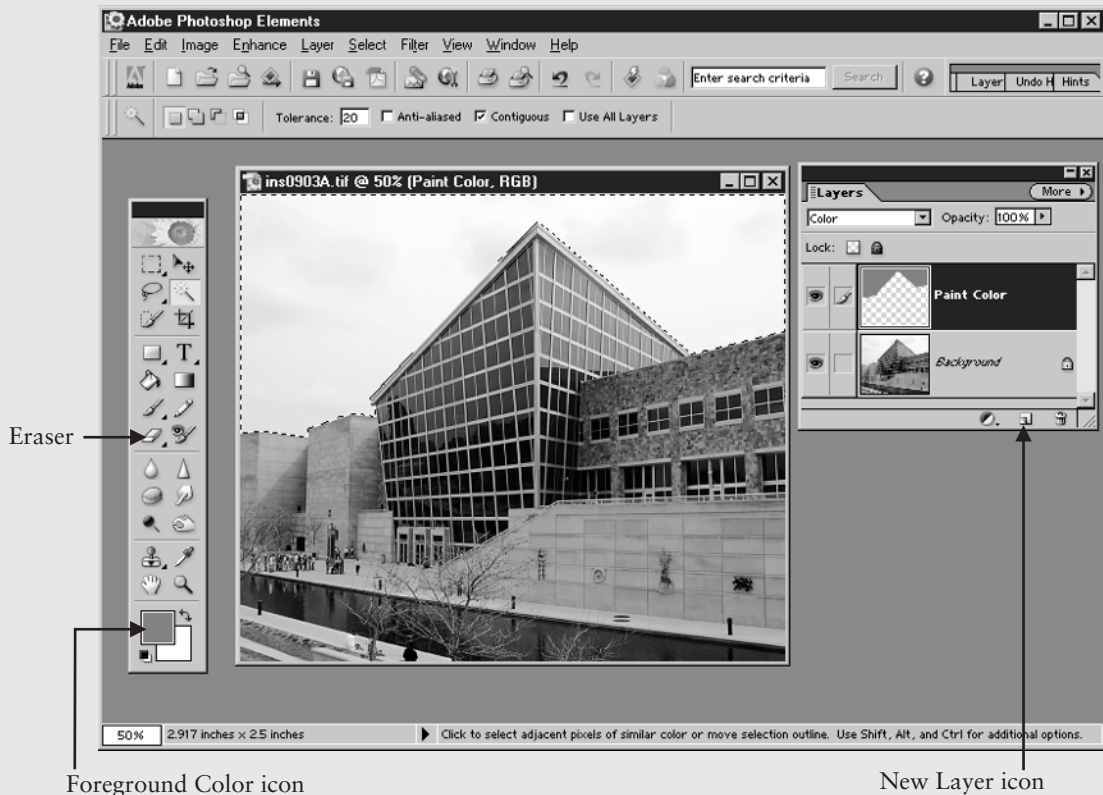 Adobe Photoshop Elements
File Edit Image Enhance Layer Select Filter View Window Help
Adobe
Enter search criteria Search
Layer Undo H Hints
Tolerance: 20 Anti-aliased Contiguous Use All Layers
ins0903A.tif @ 50% (Paint Color, RGB)
Layers More
Color Opacity: 100%
Lock:
Paint Color
Background
T
Eraser
50% 2.917 inches x 2.5 inches Click to select adjacent pixels of similar color or move selection outline. Use Shift, Alt, and Ctrl for additional options.
Foreground Color icon
New Layer icon